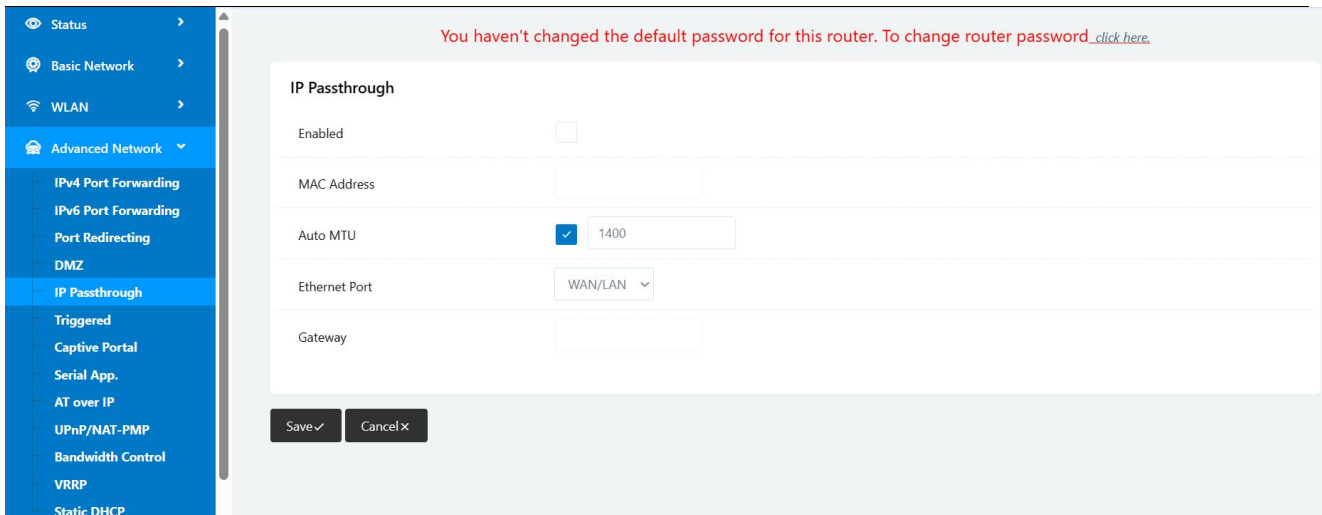 Status
Basic Network
WLAN
Advanced Network
IPv4 Port Forwarding
IPv6 Port Forwarding
Port Redirecting
DMZ
IP Passthrough
Triggered
Captive Portal
Serial App.
AT over IP
UPnP/NAT-PMP
Bandwidth Control
VRRP
Static DHCP
You haven't changed the default password for this router. To change router password click here.
IP Passthrough
Enabled
MAC Address
Auto MTU 1400
Ethernet Port WAN/LAN
Gateway
Save Cancel